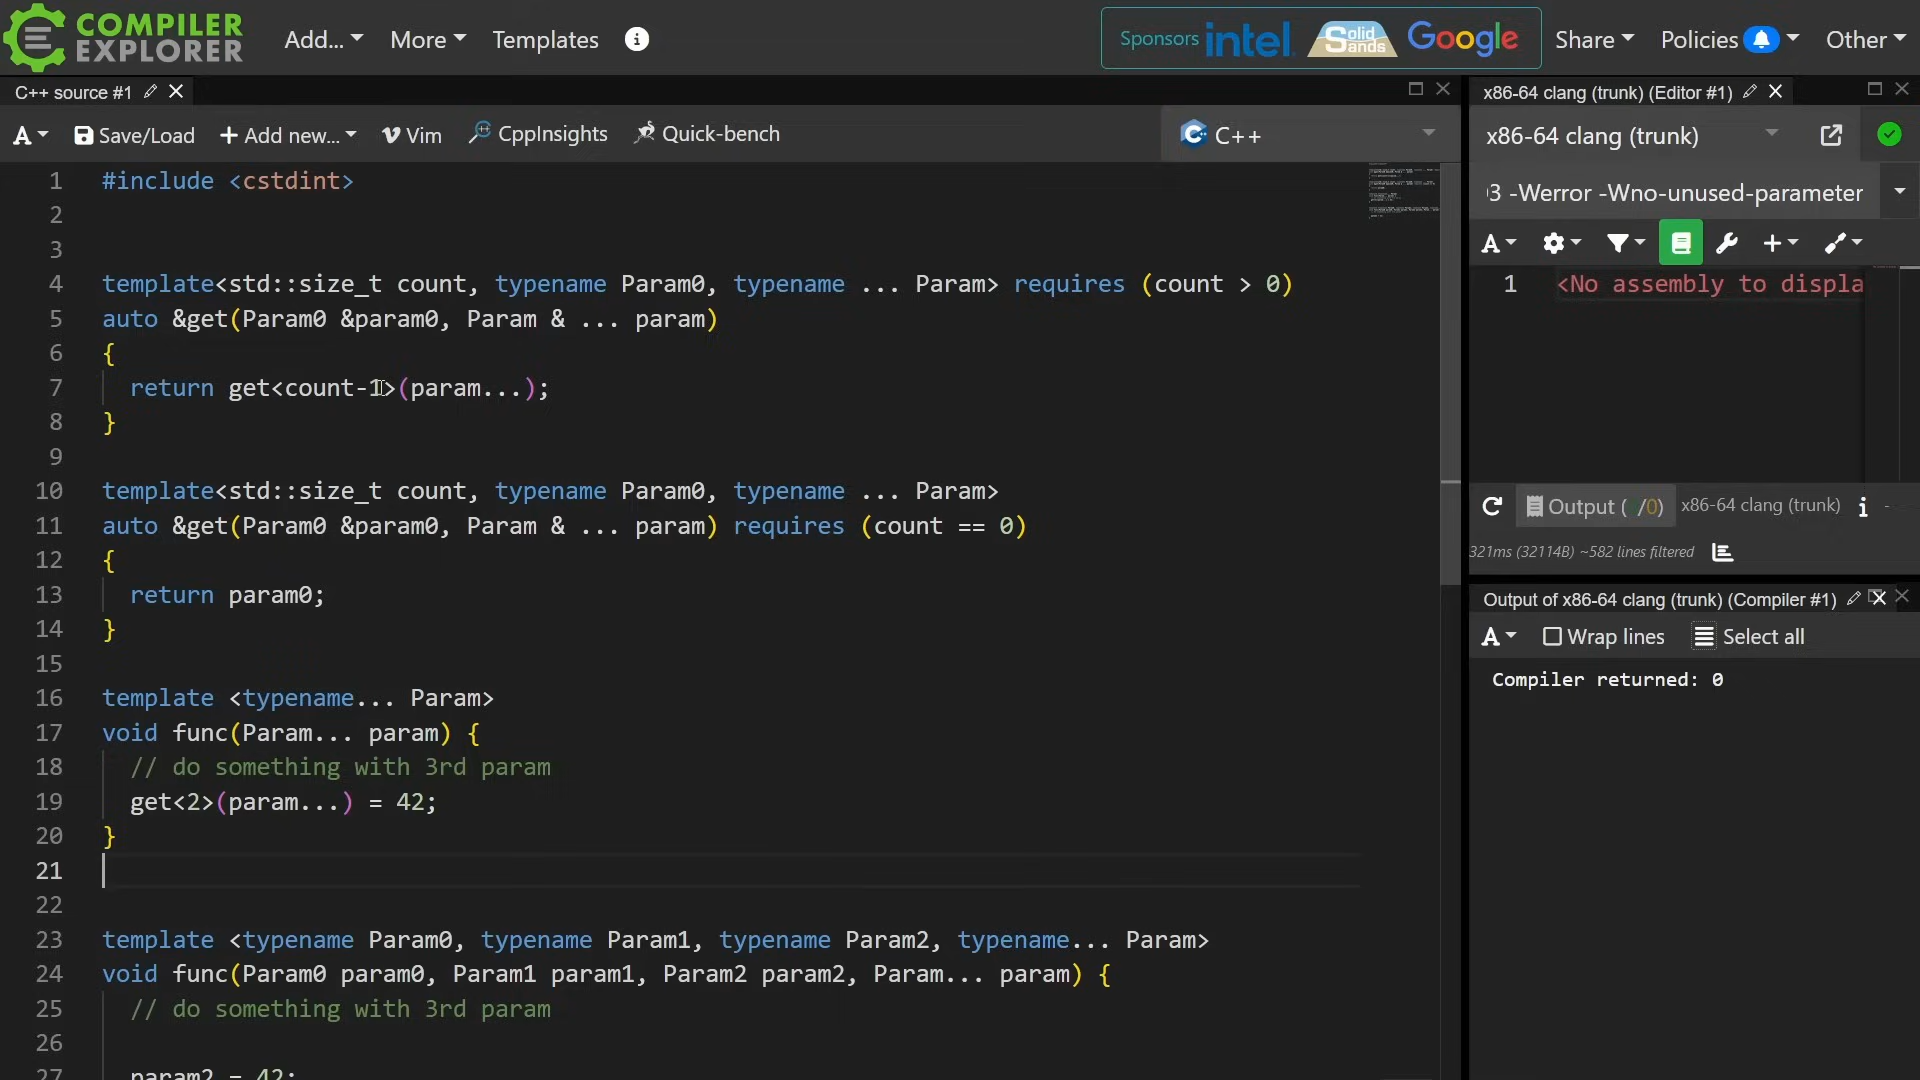 COMPILER
EXPLORER
Add...
More
Templates
Sponsors
intel.
Solid
Sands
Google
Share
Policies
Other
C++ source #1
A
Save/Load
+ Add new...
Vim
CppInsights
Quick-bench
C++
1 #include <cstdint>
2
3
4 template<std::size_t count, typename Param0, typename ... Param> requires (count > 0)
5 auto &get(Param0 &param0, Param & ... param)
6 {
7 return get<count-1>(param...);
8 }
9
10 template<std::size_t count, typename Param0, typename ... Param>
11 auto &get(Param0 &param0, Param & ... param) requires (count == 0)
12 {
13 return param0;
14 }
15
16 template <typename... Param>
17 void func(Param... param) {
18 // do something with 3rd param
19 get<2>(param...) = 42;
20 }
21
22
23 template <typename Param0, typename Param1, typename Param2, typename... Param>
24 void func(Param0 param0, Param1 param1, Param2 param2, Param... param) {
25 // do something with 3rd param
26
27 param2 = 42;
x86-64 clang (trunk) (Editor #1)
x86-64 clang (trunk)
3 -Werror -Wno-unused-parameter
A
1 <No assembly to displa
Output ( /0) x86-64 clang (trunk)
321ms (32114B) ~582 lines filtered
Output of x86-64 clang (trunk) (Compiler #1)
A
Wrap lines
Select all
Compiler returned: 0